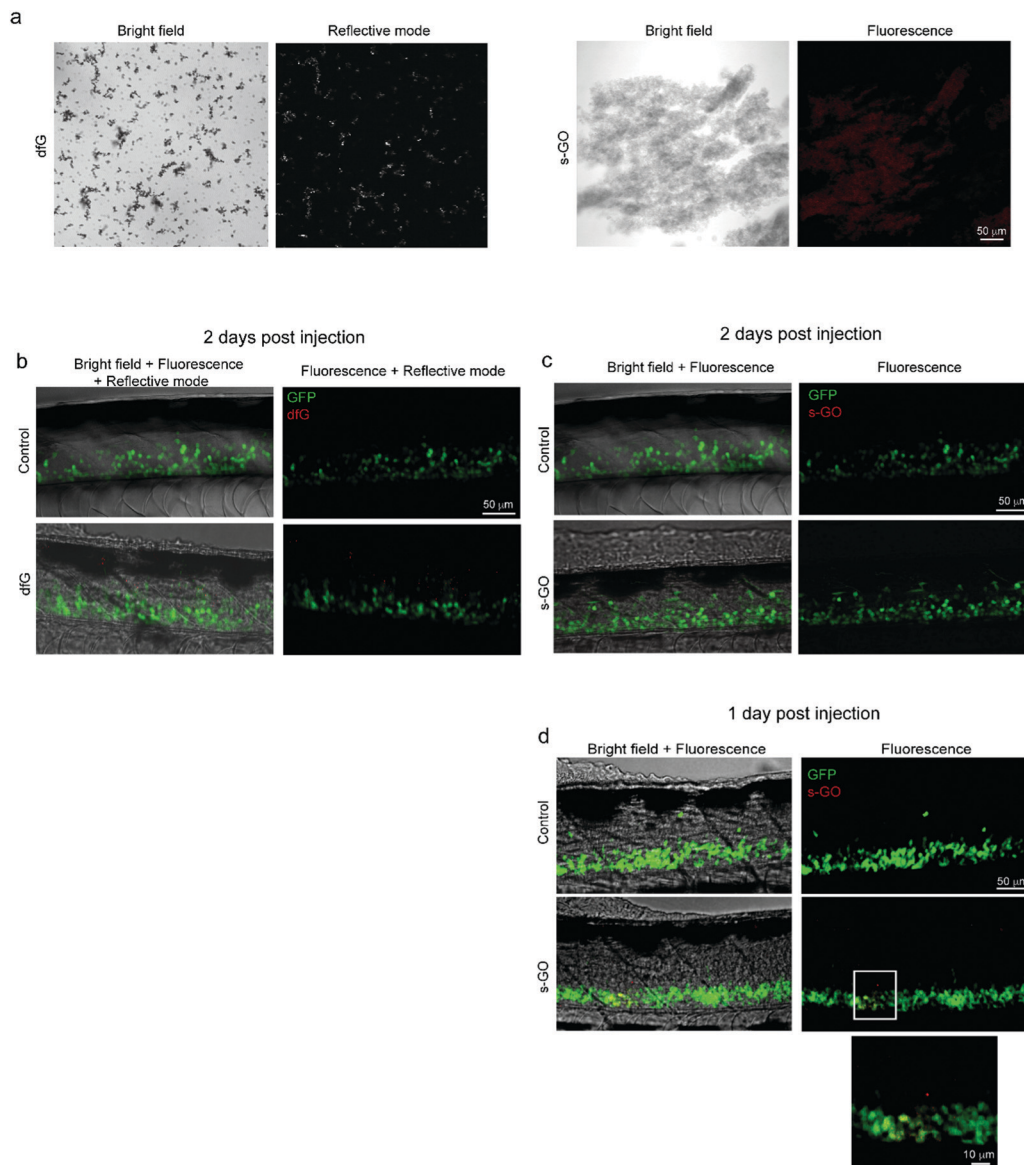 a
Bright field
Reflective mode
Bright field
Fluorescence
dfG
s-GO
50 μm
2 days post injection
b
Bright field + Fluorescence
+ Reflective mode
Fluorescence + Reflective mode
Control
GFP
dfG
50 μm
dfG
2 days post injection
c
Bright field + Fluorescence
Fluorescence
Control
GFP
s-GO
50 μm
s-GO
1 day post injection
d
Bright field + Fluorescence
Fluorescence
Control
GFP
s-GO
50 μm
s-GO
10 μm